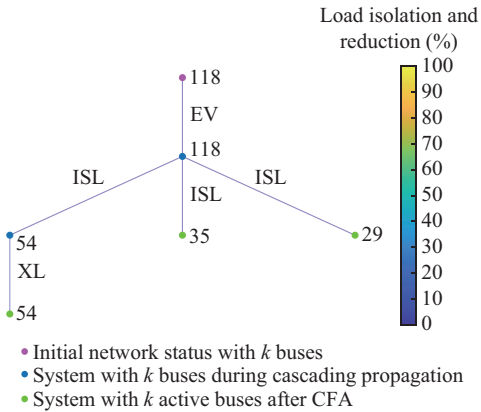 Load isolation and
reduction (%)
100
90
80
70
60
50
40
30
20
10
0
118
EV
118
ISL
ISL
ISL
54
35
29
XL
54
Initial network status with k buses
System with k buses during cascading propagation
System with k active buses after CFA